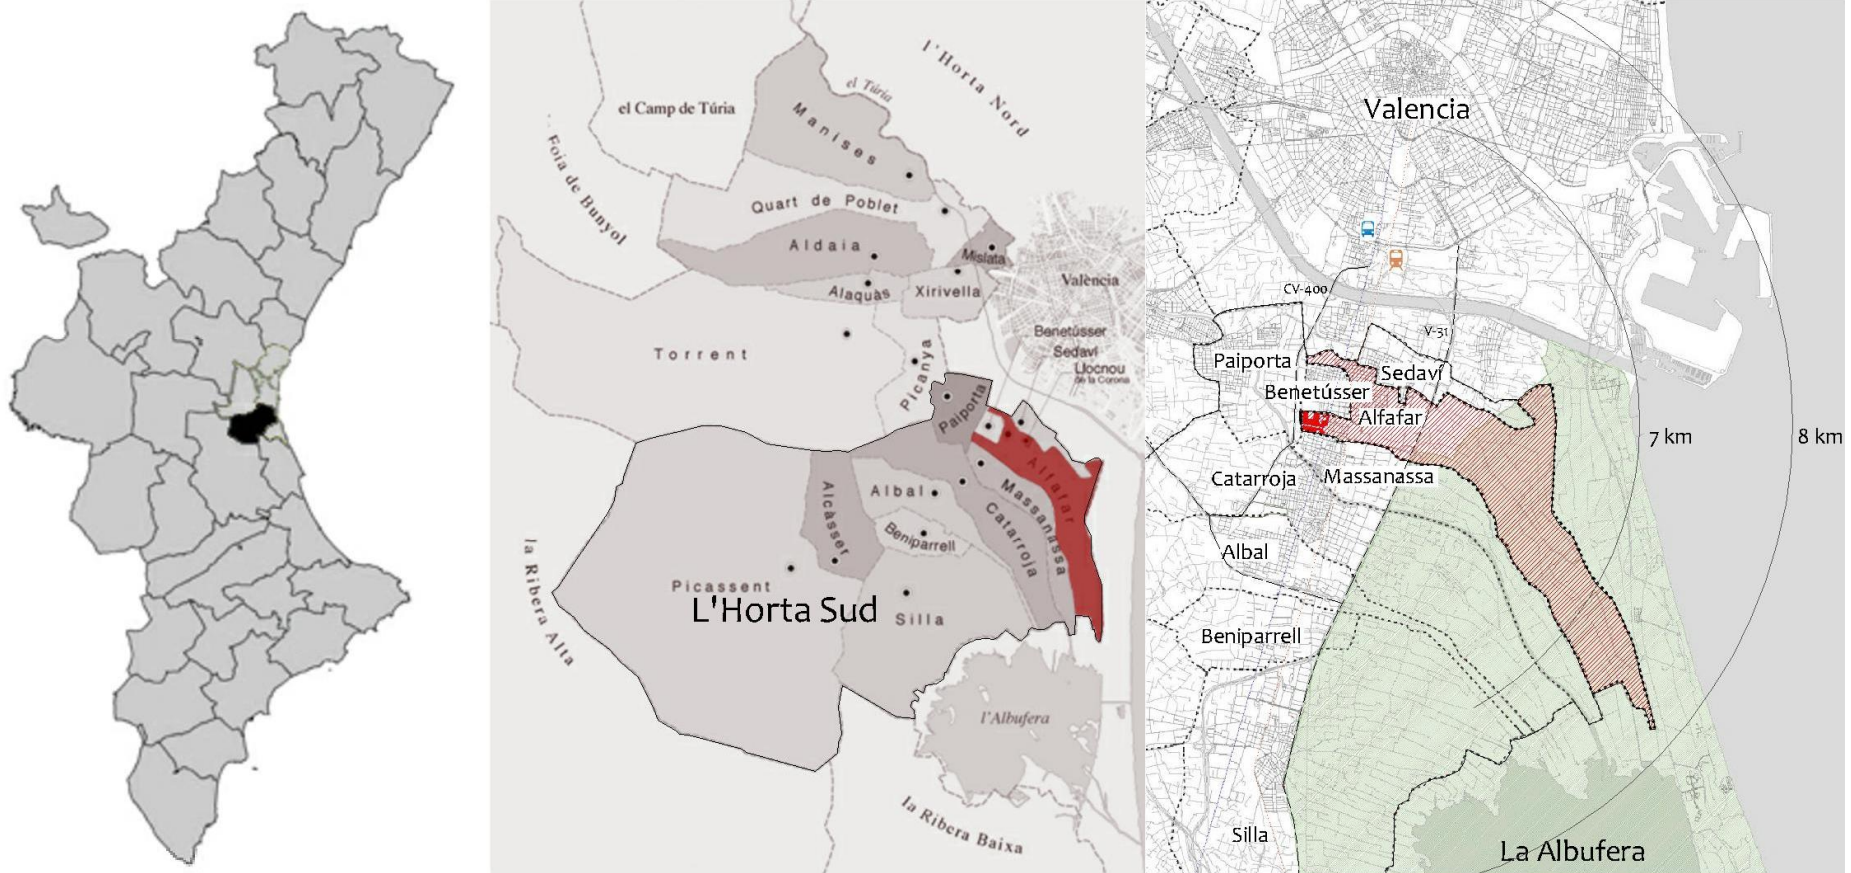 l'Horta Nord
el Túria
el Camp de Túria
Manises
Foia de Bunyol
Quart de Poblet
Aldaia
Mislata
València
Alaquàs
Xirivella
Benetússer
Sedaví
Llocnou
de la Corona
Torrent
Picanya
Paiporta
Alfafar
Albal
Alcàsser
Massanassa
Catarroja
Beniparrell
Picassent
L'Horta Sud
Silla
la Ribera Alta
l'Albufera
la Ribera Baixa
Valencia
CV-400
V-31
Paiporta
Sedaví
Benetússer
Alfafar
7 km
8 km
Catarroja
Massanassa
Albal
Beniparrell
Silla
La Albufera